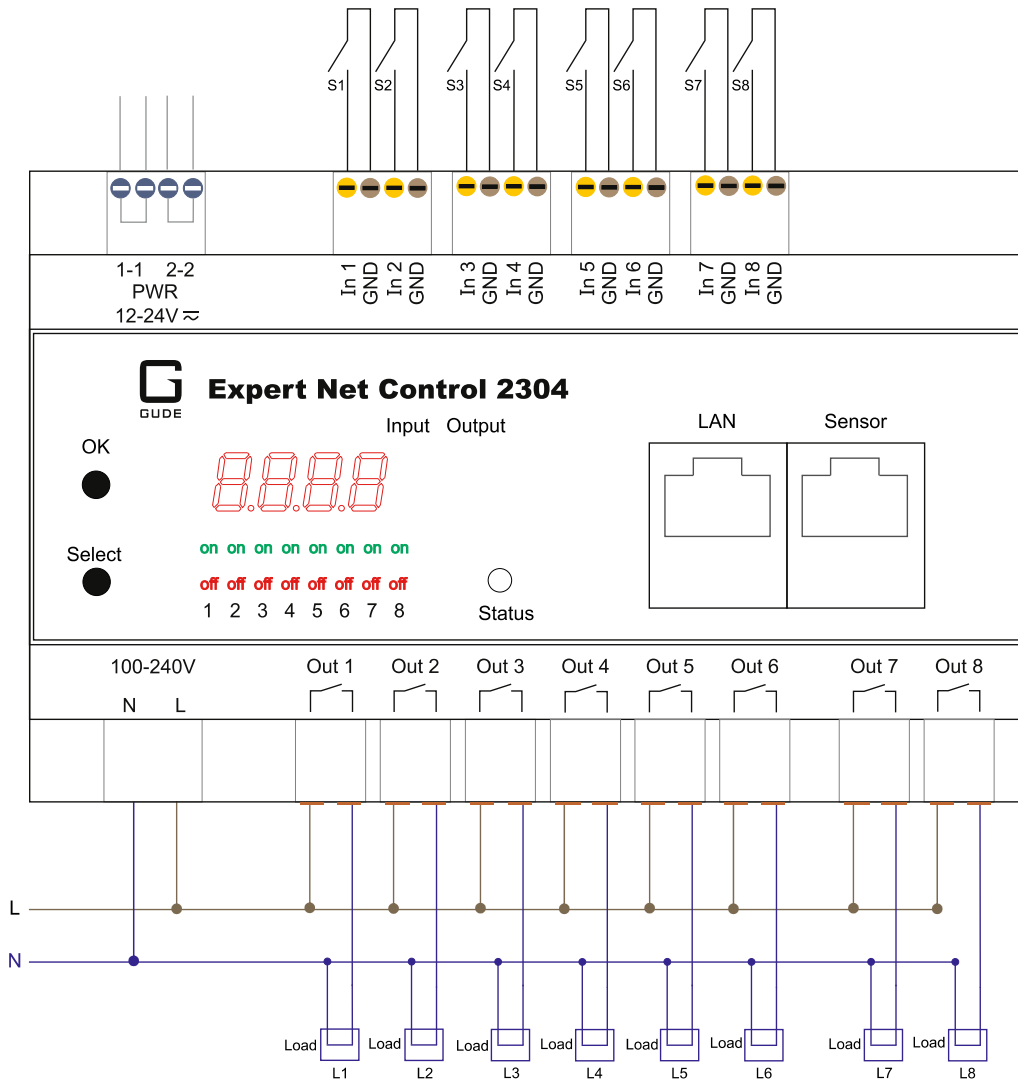 S1 S2 S3 S4 S5 S6 S7 S8
1-1 2-2
PWR
12-24V ⎓
In 1 GND In 2 GND In 3 GND In 4 GND In 5 GND In 6 GND In 7 GND In 8 GND
GUDE
Expert Net Control 2304
Input Output
LAN Sensor
OK
8.8.8.8
Select
on on on on on on on on
off off off off off off off off
1 2 3 4 5 6 7 8
Status
100-240V
N L
Out 1 Out 2 Out 3 Out 4 Out 5 Out 6 Out 7 Out 8
L
N
Load Load Load Load Load Load Load Load
L1 L2 L3 L4 L5 L6 L7 L8